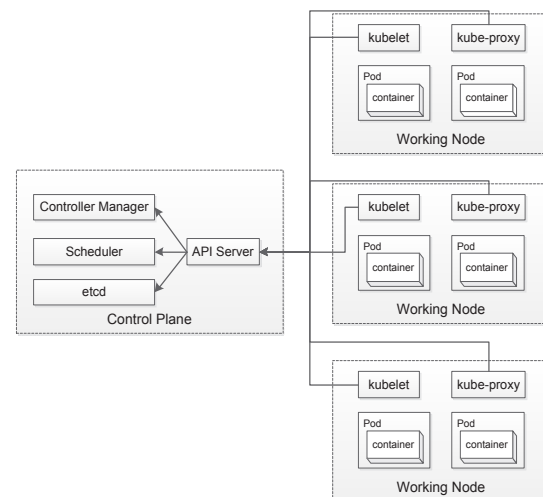 kubelet
kube-proxy
Pod
container
Pod
container
Working Node
Controller Manager
Scheduler
etcd
API Server
Control Plane
kubelet
kube-proxy
Pod
container
Pod
container
Working Node
kubelet
kube-proxy
Pod
container
Pod
container
Working Node